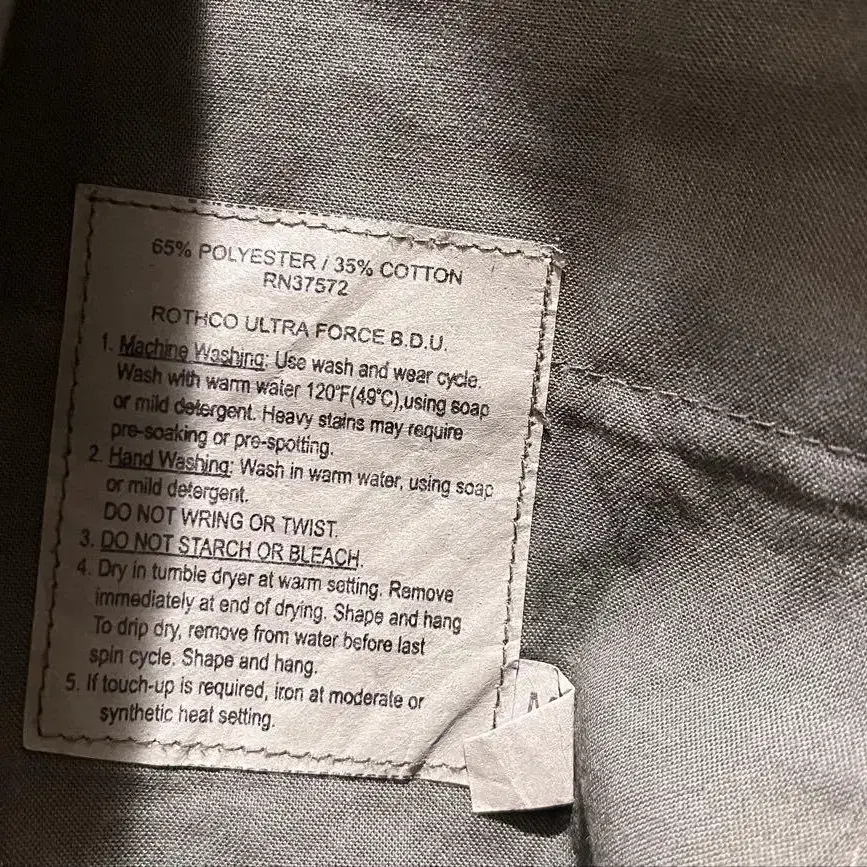 65% POLYESTER / 35% COTTON
RN37572
ROTHCO ULTRA FORCE B.D.U.
1. Machine Washing: Use wash and wear cycle.
Wash with warm water 120°F(49°C),using soap
or mild detergent. Heavy stains may require
pre-soaking or pre-spotting.
2. Hand Washing: Wash in warm water, using soap
or mild detergent.
DO NOT WRING OR TWIST.
3. DO NOT STARCH OR BLEACH.
4. Dry in tumble dryer at warm setting. Remove
immediately at end of drying. Shape and hang
To drip dry, remove from water before last
spin cycle. Shape and hang.
5. If touch-up is required, iron at moderate or
synthetic heat setting.